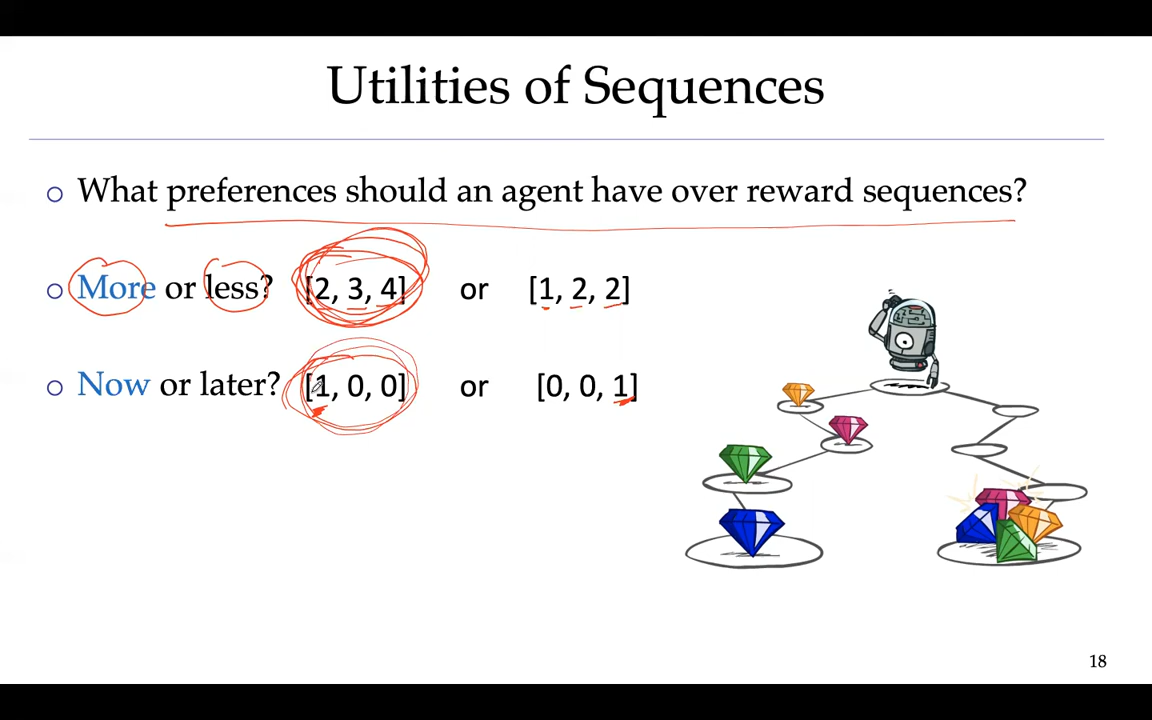 Utilities of Sequences
What preferences should an agent have over reward sequences?
More or less? [2, 3, 4] or [1, 2, 2]
Now or later? [1, 0, 0] or [0, 0, 1]
18